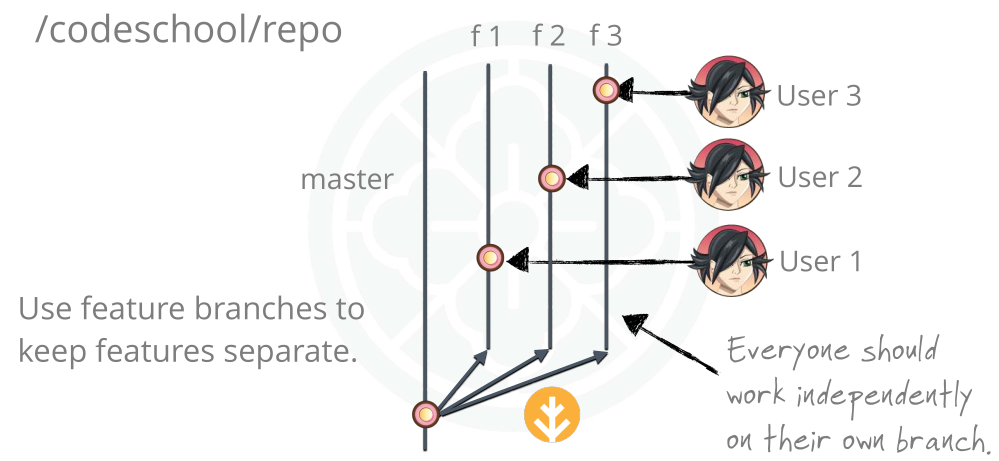 /codeschool/repo
f 1 f 2 f 3
User 3
master
User 2
User 1
Use feature branches to
keep features separate.
Everyone should
work independently
on their own branch.